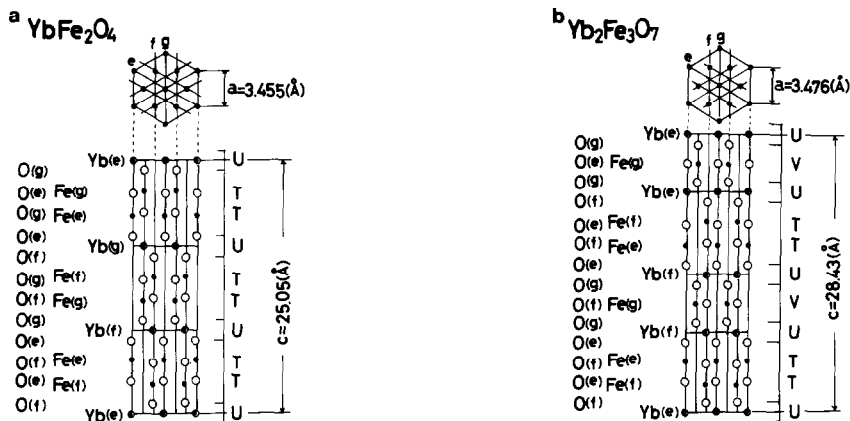 a YbFe₂O₄
f g
e
a=3.455(Å)
Yb(e) U
O(g)
O(e) Fe(g) T
O(g) Fe(e) T
O(e)
Yb(g) U
O(f)
O(g) Fe(f) T
O(f) Fe(g) T
O(g)
Yb(f) U
O(e)
O(f) Fe(e) T
O(e) Fe(f) T
O(f)
Yb(e) U
c=25.05(Å)
b Yb₂Fe₃O₇
f g
e
a=3.476(Å)
Yb(e) U
O(g)
O(e) Fe(g) V
O(g)
Yb(e) U
O(f)
O(e) Fe(f) T
O(f) Fe(e) T
O(e)
Yb(f) U
O(g)
O(f) Fe(g) V
O(g)
Yb(f) U
O(e)
O(f) Fe(e) T
O(e) Fe(f) T
O(f)
Yb(e) U
c=28.43(Å)